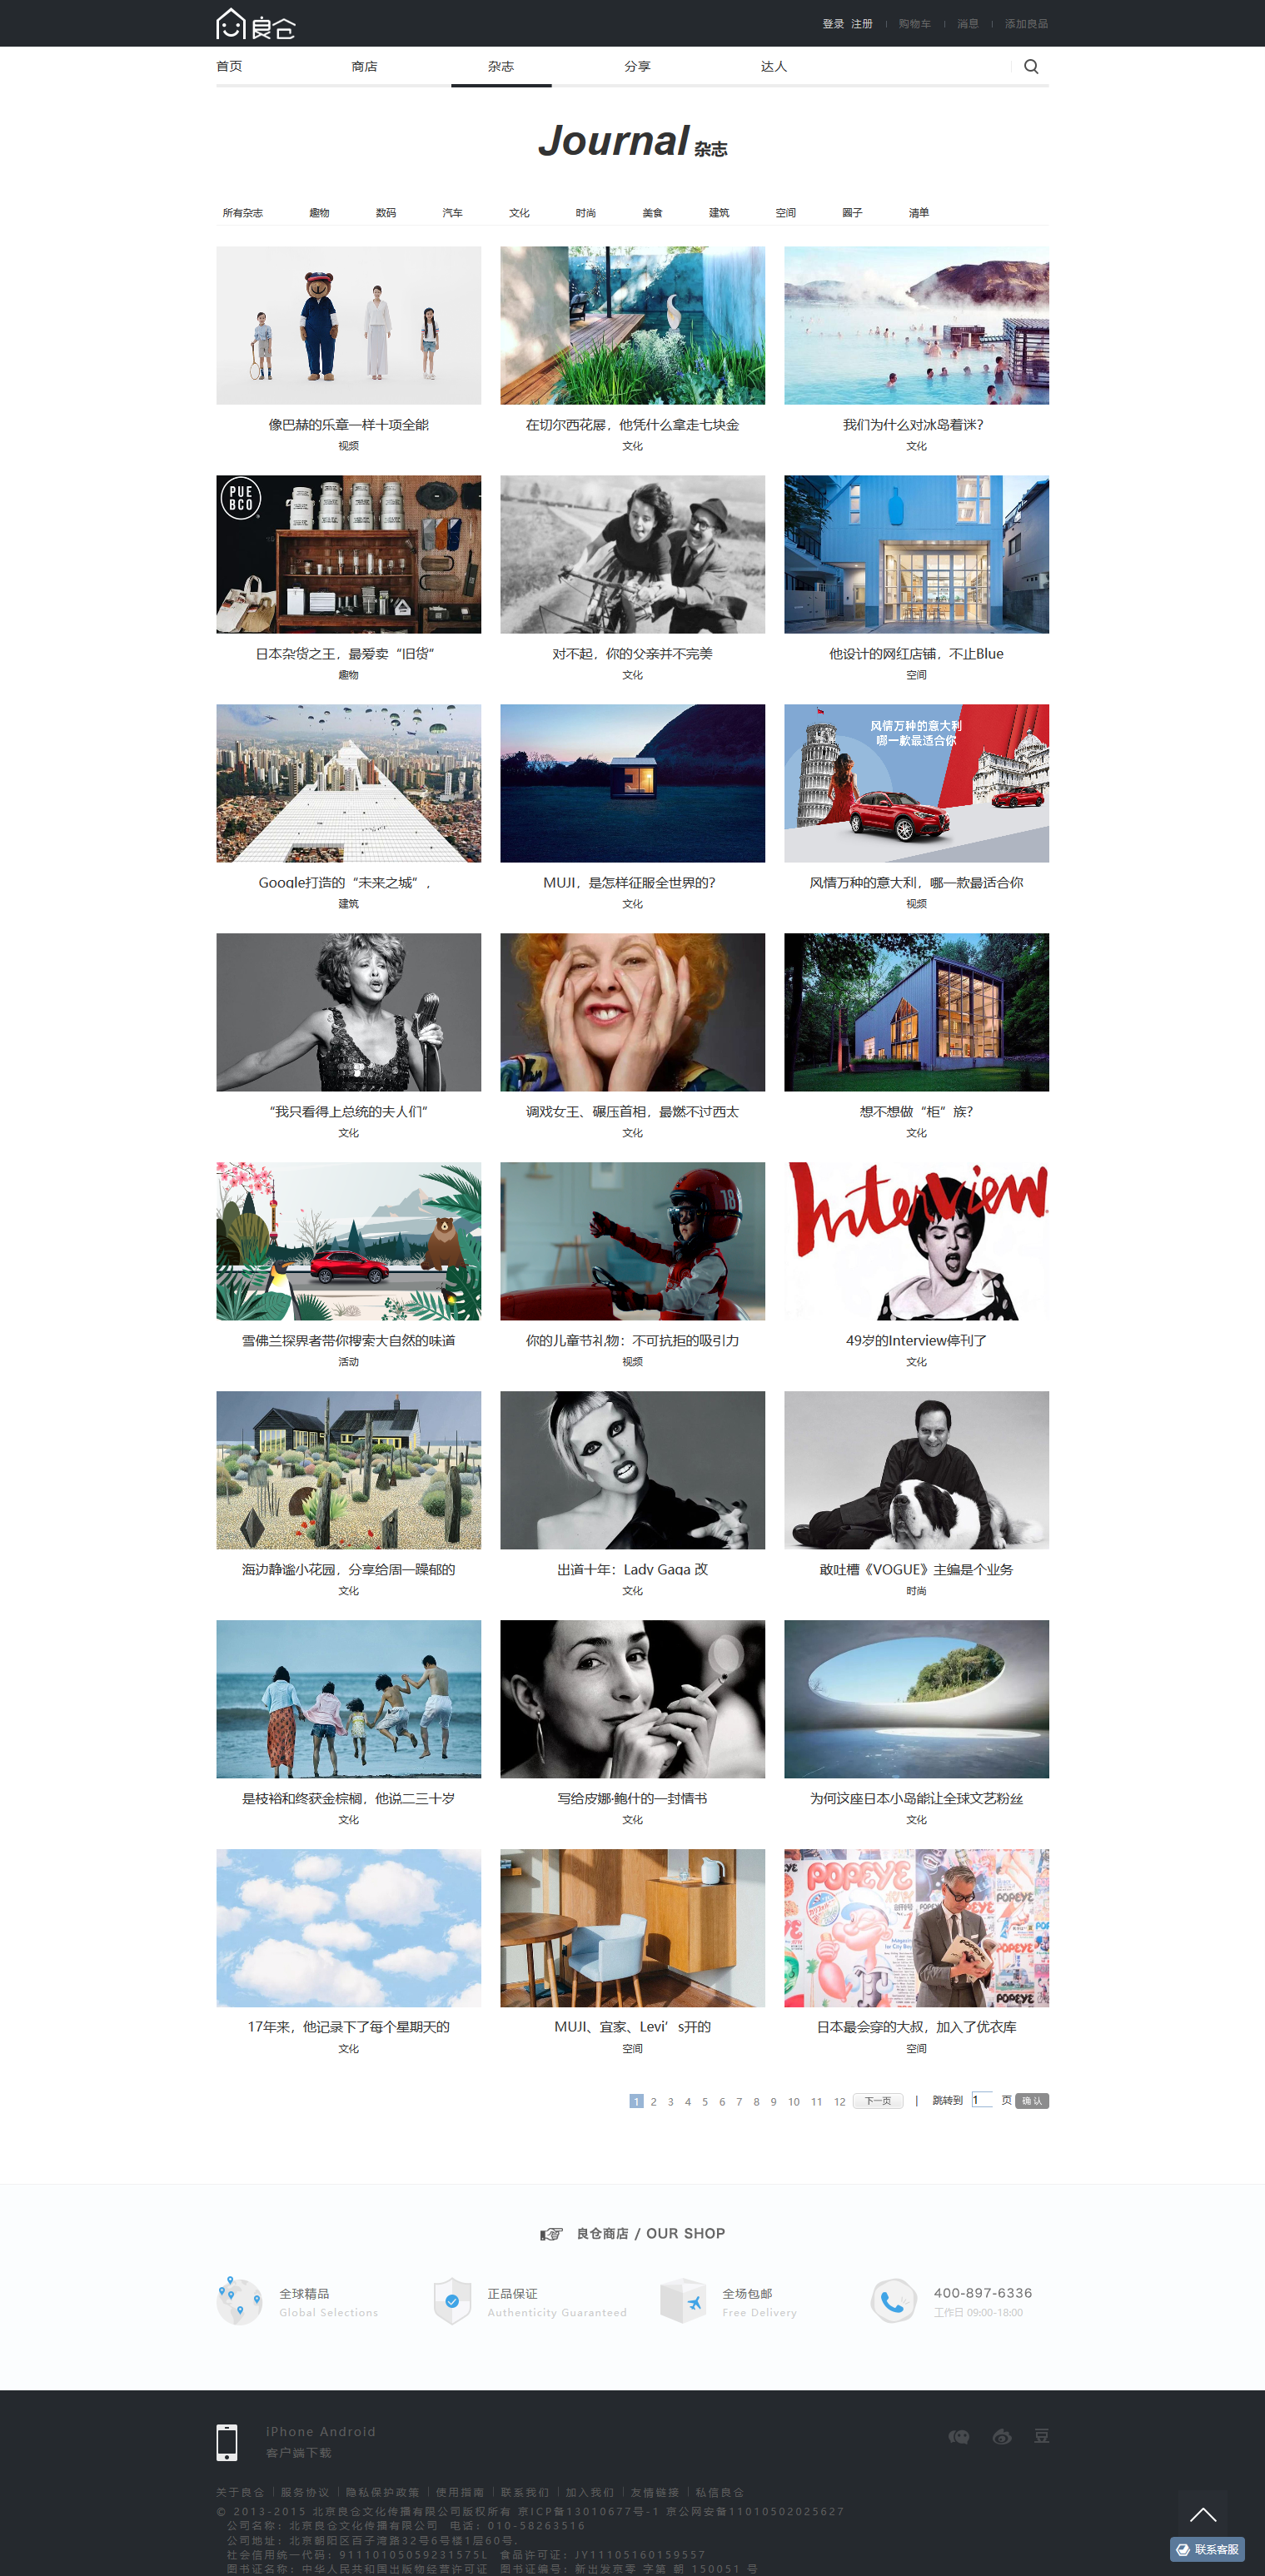 良仓
登录 注册 购物车 消息 添加良品
首页 商店 杂志 分享 达人
Journal 杂志
所有杂志 趣物 数码 汽车 文化 时尚 美食 建筑 空间 圈子 清单
像巴赫的乐章一样十项全能
视频
在切尔西花展，他凭什么拿走七块金
文化
我们为什么对冰岛着迷?
文化
PUE
BCO
日本杂货之王，最爱卖“旧货”
趣物
对不起，你的父亲并不完美
文化
他设计的网红店铺，不止Blue
空间
Google打造的“未来之城”，
建筑
MUJI，是怎样征服全世界的?
文化
风情万种的意大利
哪一款最适合你
风情万种的意大利，哪一款最适合你
视频
“我只看得上总统的夫人们”
文化
调戏女王、碾压首相，最燃不过西太
文化
想不想做“柜”族?
文化
雪佛兰探界者带你搜索大自然的味道
活动
18
你的儿童节礼物：不可抗拒的吸引力
视频
Interview
49岁的Interview停刊了
文化
海边静谧小花园，分享给周一躁郁的
文化
出道十年：Lady Gaga 改
文化
敢吐槽《VOGUE》主编是个业务
时尚
是枝裕和终获金棕榈，他说二三十岁
文化
写给皮娜·鲍什的一封情书
文化
为何这座日本小岛能让全球文艺粉丝
文化
17年来，他记录下了每个星期天的
文化
MUJI、宜家、Levi’s开的
空间
POPEYE
日本最会穿的大叔，加入了优衣库
空间
1 2 3 4 5 6 7 8 9 10 11 12 下一页 | 跳转到 1 页 确认
良仓商店 / OUR SHOP
全球精品
Global Selections
正品保证
Authenticity Guaranteed
全场包邮
Free Delivery
400-897-6336
工作日 09:00-18:00
iPhone Android
客户端下载
豆
关于良仓 | 服务协议 | 隐私保护政策 | 使用指南 | 联系我们 | 加入我们 | 友情链接 | 私信良仓
© 2013-2015 北京良仓文化传播有限公司版权所有 京ICP备13010677号-1 京公网安备11010502025627
公司名称：北京良仓文化传播有限公司 电话：010-58263516
公司地址：北京朝阳区百子湾路32号6号楼1层60号.
社会信用统一代码：91110105059231575L 食品许可证：JY11105160159557
图书证名称：中华人民共和国出版物经营许可证 图书证编号：新出发京零 字第 朝 150051 号
联系客服